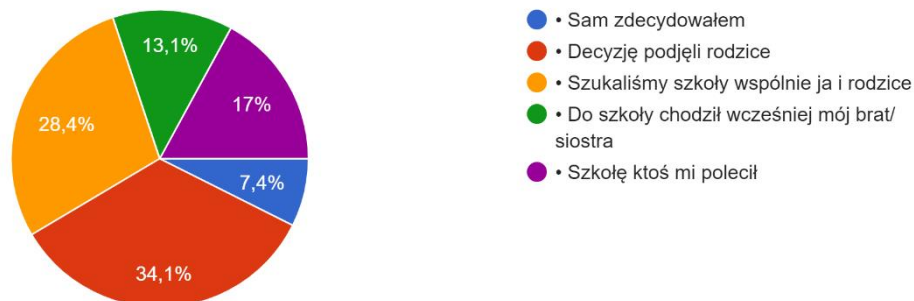 13,1%
17%
28,4%
7,4%
34,1%
• Sam zdecydowałem
• Decyzję podjęli rodzice
• Szukaliśmy szkoły wspólnie ja i rodzice
• Do szkoły chodził wcześniej mój brat/
siostra
• Szkołę ktoś mi polecił